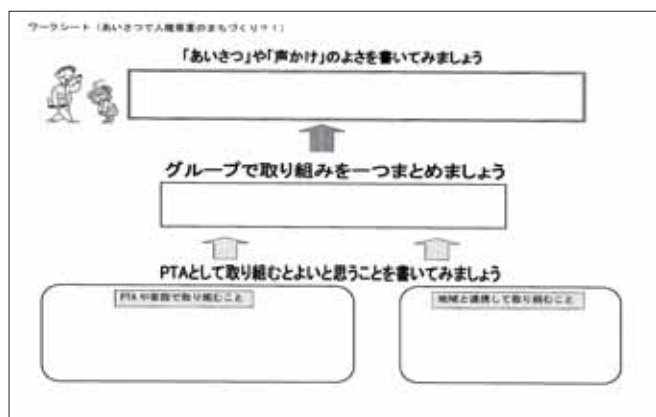 ワークシート(あいさつで人権尊重のまちづくり?!)
「あいさつ」や「声かけ」のよさを書いてみましょう
グループで取り組みを一つまとめましょう
PTAとして取り組むとよいと思うことを書いてみましょう
PTAや家庭で取り組むこと
地域と連携して取り組むこと